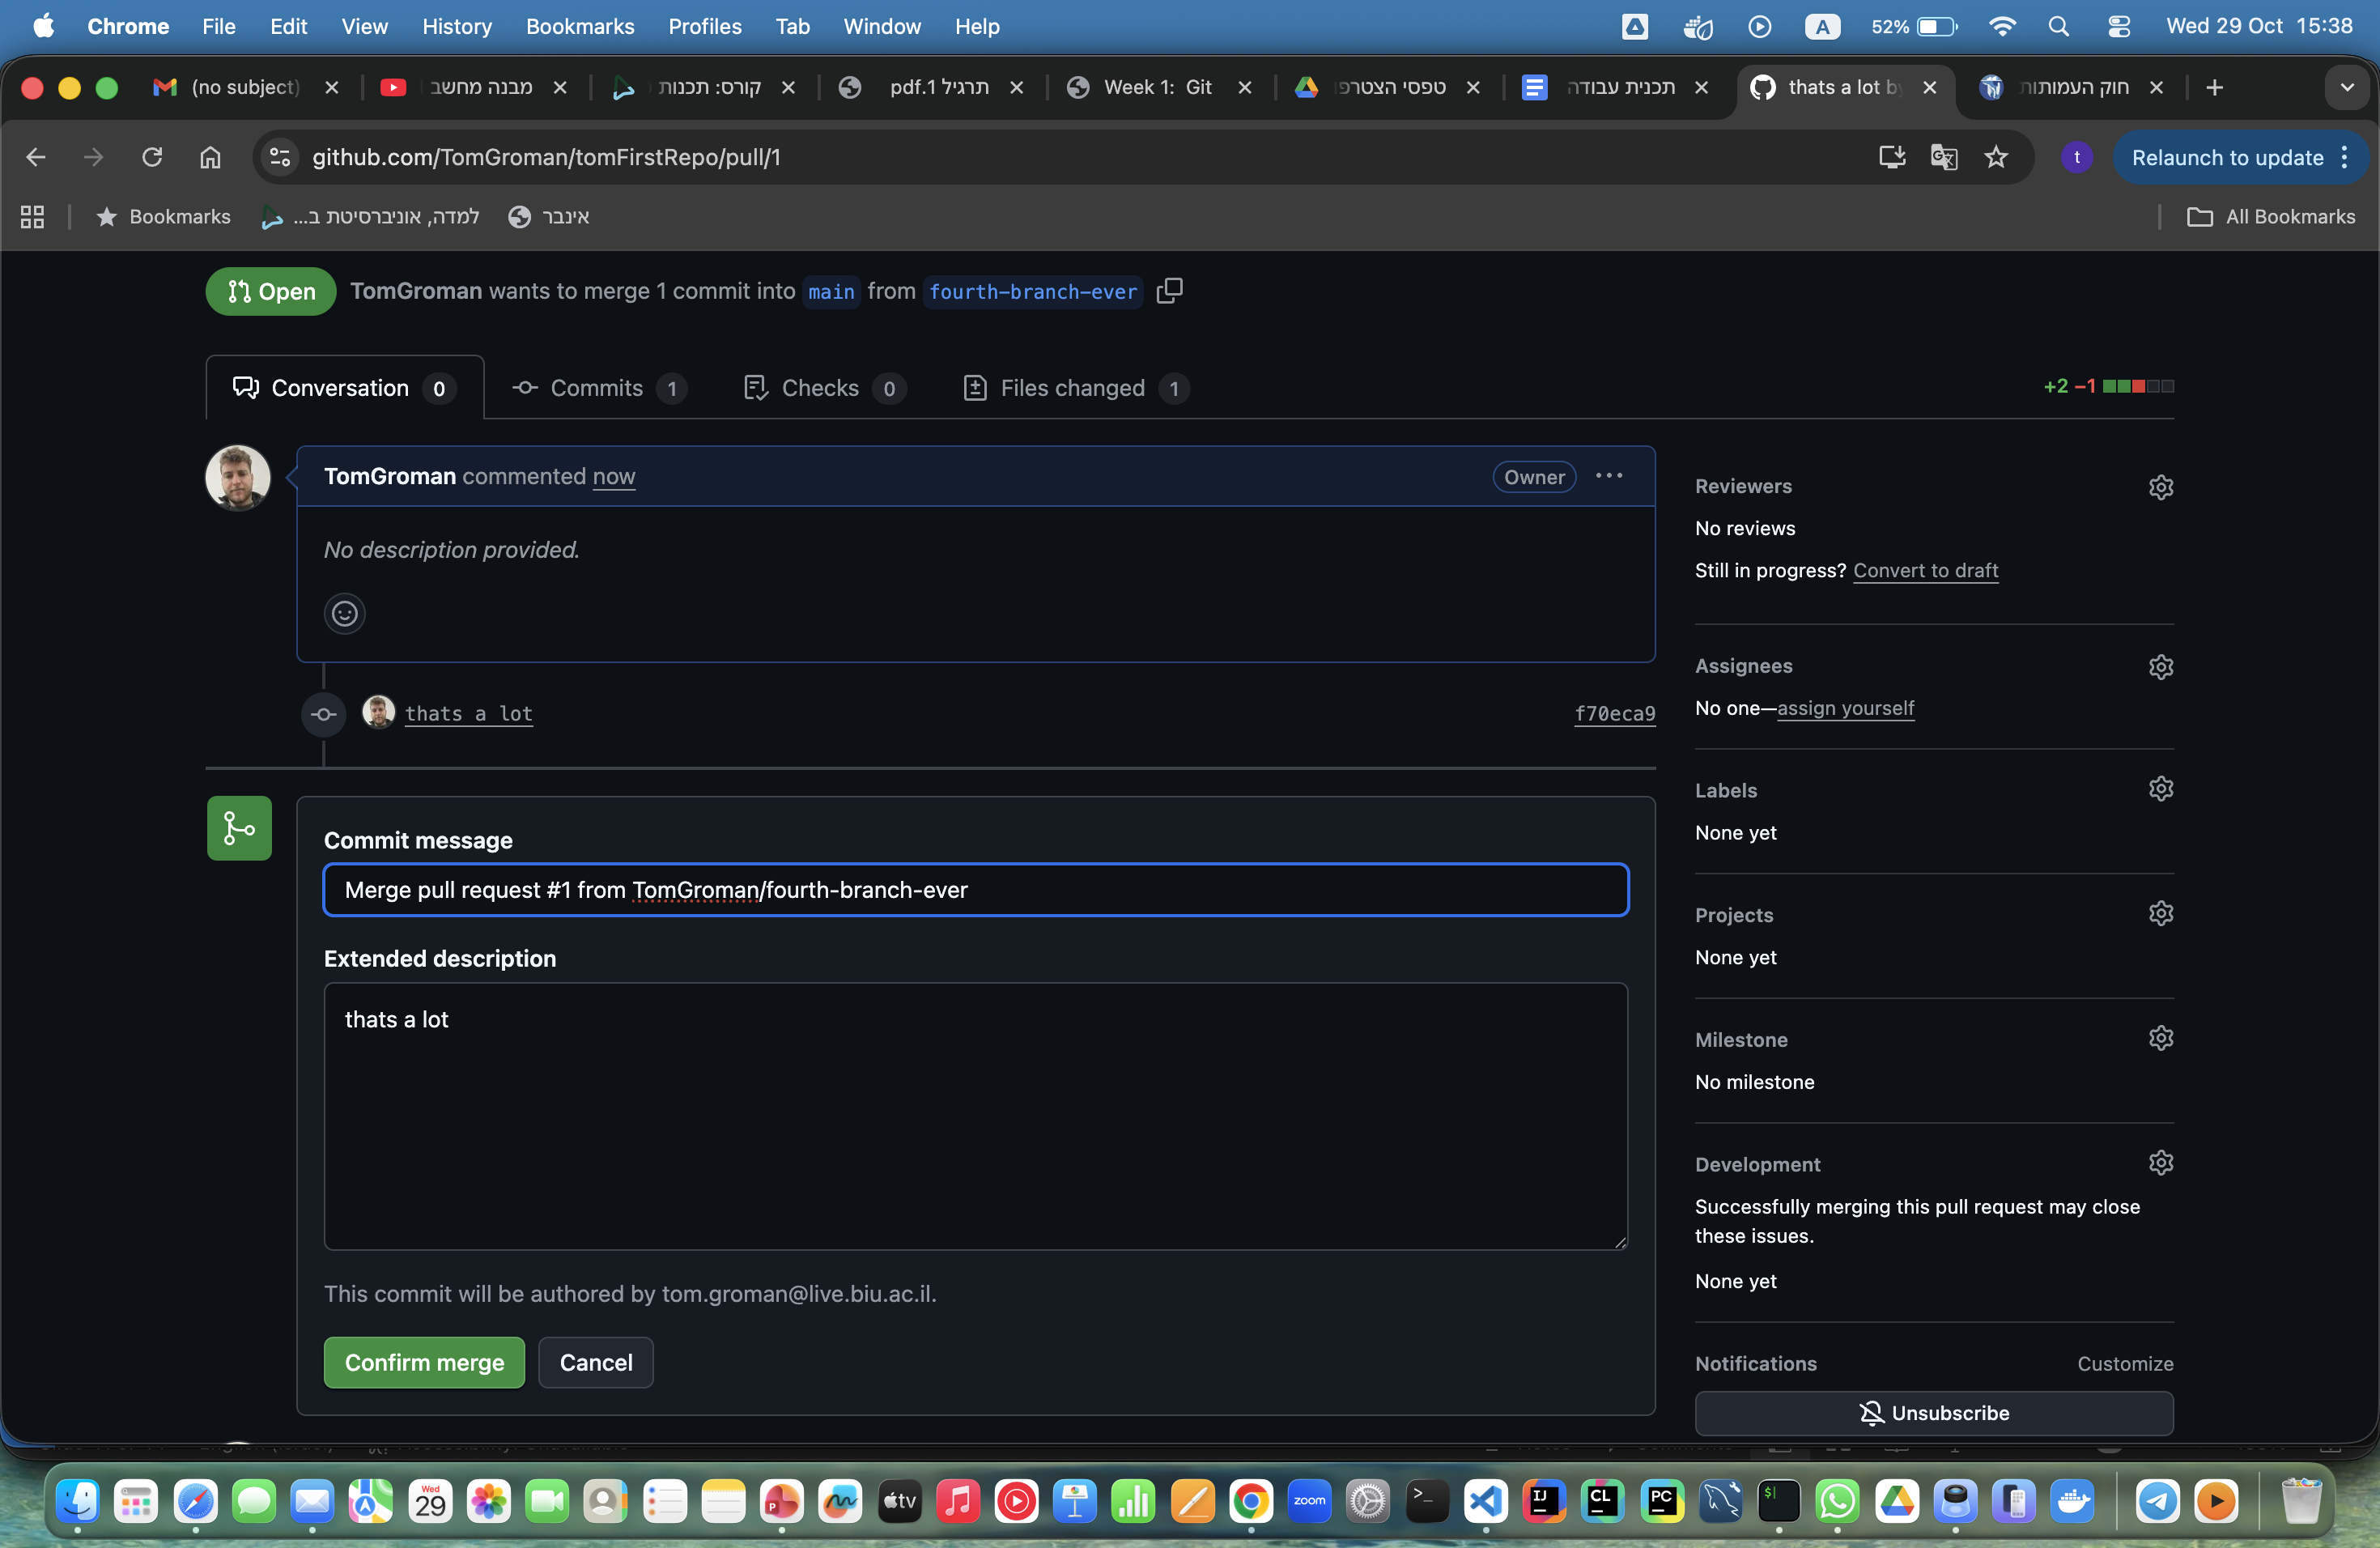 Chrome File Edit View History Bookmarks Profiles Tab Window Help A 52% Wed 29 Oct 15:38
(no subject) מבנה מחשב קורס: תכנות תרגיל 1.pdf Week 1: Git טפסי הצטרפו תכנית עבודה thats a lot by חוק העמותות
github.com/TomGroman/tomFirstRepo/pull/1 t Relaunch to update
Bookmarks למדה, אוניברסיטת ב... אינבר All Bookmarks
Open TomGroman wants to merge 1 commit into main from fourth-branch-ever
Conversation 0 Commits 1 Checks 0 Files changed 1 +2 −1
TomGroman commented now Owner
No description provided.
thats a lot f70eca9
Commit message
Merge pull request #1 from TomGroman/fourth-branch-ever
Extended description
thats a lot
This commit will be authored by tom.groman@live.biu.ac.il.
Confirm merge Cancel
Reviewers
No reviews
Still in progress? Convert to draft
Assignees
No one—assign yourself
Labels
None yet
Projects
None yet
Milestone
No milestone
Development
Successfully merging this pull request may close
these issues.
None yet
Notifications Customize
Unsubscribe
Wed
29
P
tv
zoom
>_
IJ
CL
PC
$